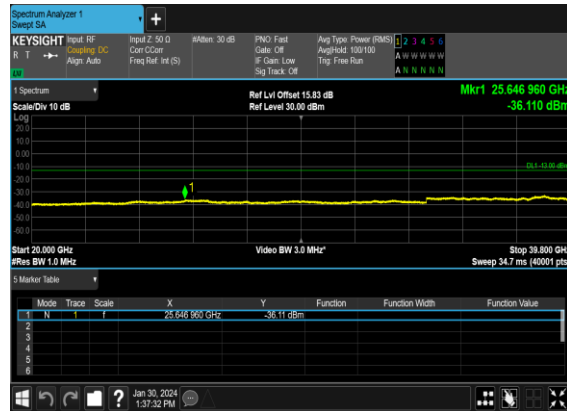 Spectrum Analyzer 1
Swept SA
+
KEYSIGHT Input: RF Input Z: 50 Ω #Atten: 30 dB PNO: Fast Avg Type: Power (RMS) 1 2 3 4 5 6
R T Coupling: DC Corr CCorr Gate: Off Avg|Hold: 100/100 A W W W W W
Align: Auto Freq Ref: Int (S) IF Gain: Low Trig: Free Run
Sig Track: Off A N N N N N
1 Spectrum
Scale/Div 10 dB
Ref Lvl Offset 15.83 dB
Ref Level 30.00 dBm
Mkr1 25.646 960 GHz
-36.110 dBm
Log
20.0
10.0
0.00
-10.0
DL1 -13.00 dBm
-20.0
-30.0
1
-40.0
-50.0
-60.0
Start 20.000 GHz Video BW 3.0 MHz* Stop 39.800 GHz
#Res BW 1.0 MHz Sweep 34.7 ms (40001 pts)
5 Marker Table
Mode Trace Scale X Y Function Function Width Function Value
1 N 1 f 25.646 960 GHz -36.11 dBm
2
3
4
5
6
? Jan 30, 2024
1:37:32 PM